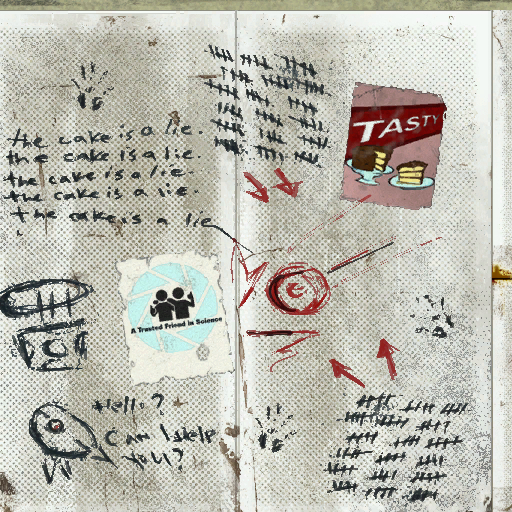 the cake is a lie.
the cake is a lie.
the cake is a lie.
the cake is a lie.
the cake is a lie
TASTY
A Trusted Friend in Science
Hello?
Can I help
you?